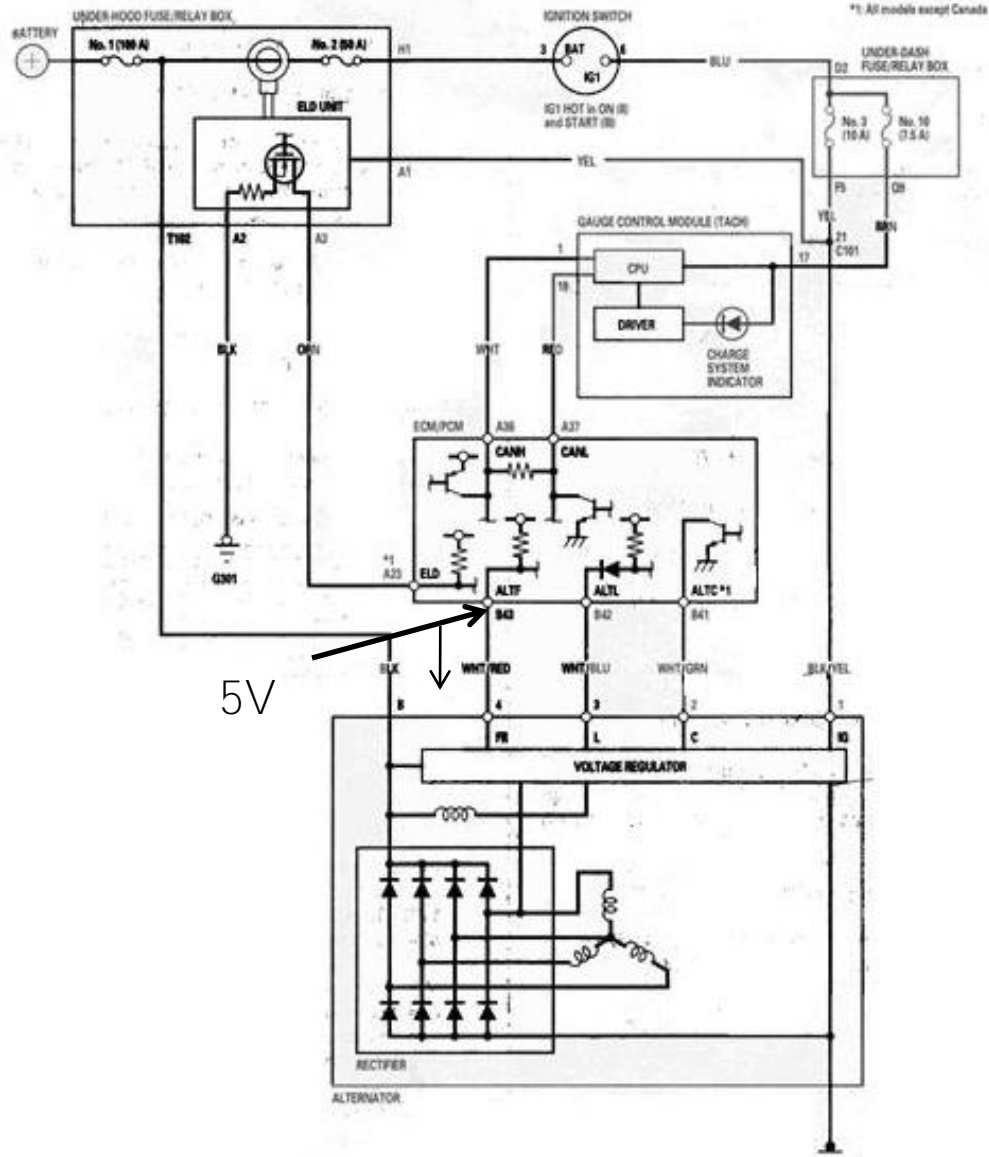 *1: All models except Canada
BATTERY
UNDER-HOOD FUSE/RELAY BOX
No. 1 (100 A)
No. 2 (50 A)
H1
ELD UNIT
A1
T102
A2
A3
IGNITION SWITCH
3
BAT
6
IG1
IG1 HOT in ON (II)
and START (III)
BLU
D2
UNDER-DASH
FUSE/RELAY BOX
No. 3
(10 A)
No. 10
(7.5 A)
YEL
F5
YEL
BRN
21
C101
GAUGE CONTROL MODULE (TACH)
1
17
CPU
DRIVER
CHARGE
SYSTEM
INDICATOR
BLK
ORN
WHT
RED
G301
ECM/PCM
A36
A37
CANH
CANL
*1
A23
ELD
ALTF
ALTL
ALTC *1
B43
B42
B41
5V
BLK
WHT/RED
WHT/BLU
WHT/GRN
BLK/YEL
B
4
3
2
1
FR
L
C
IG
VOLTAGE REGULATOR
RECTIFIER
ALTERNATOR